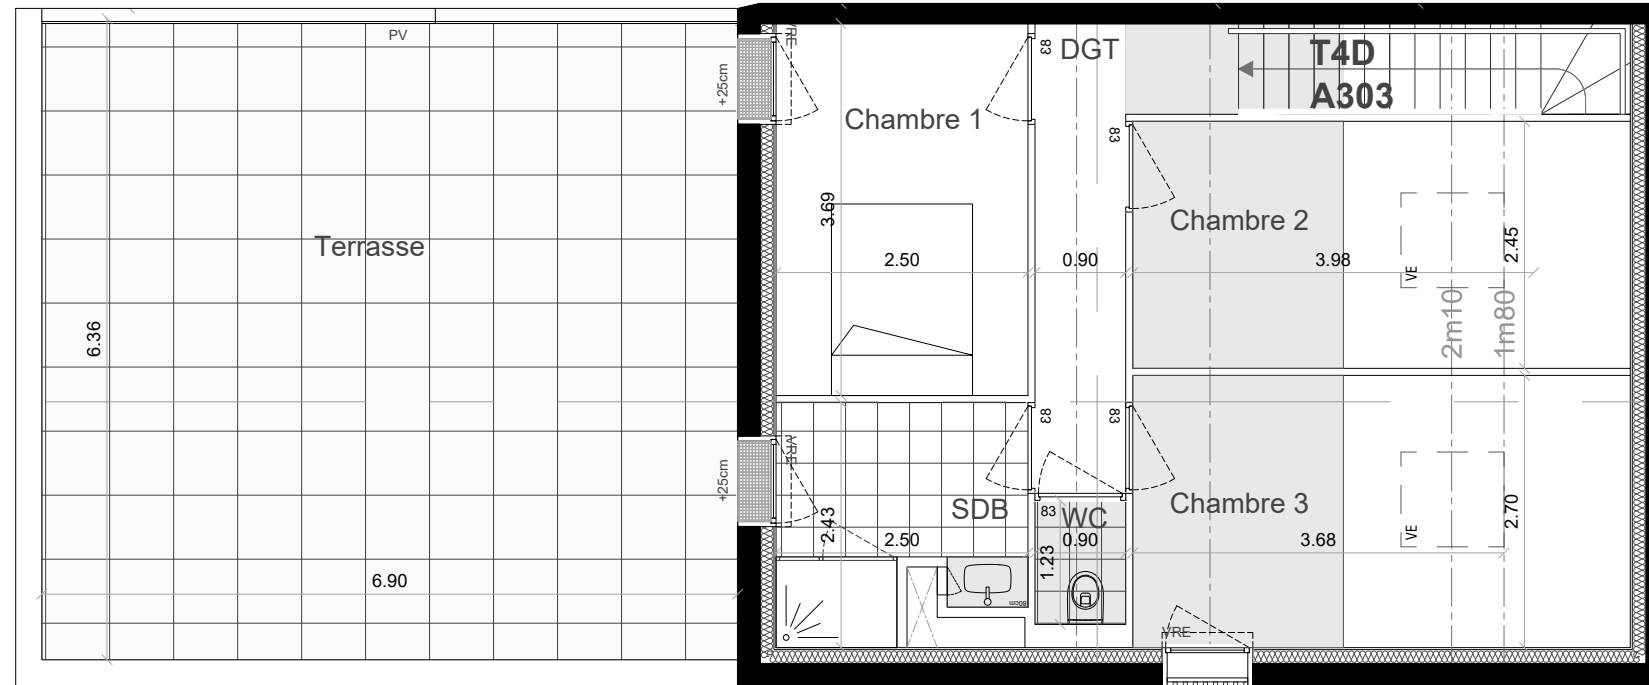 PV
VRE
83
DGT
T4D
A303
+25cm
Chambre 1
83
Chambre 2
3.69
Terrasse
2.50
0.90
3.98
2.45
VE
6.36
2m10
1m80
83
83
VRE
+25cm
SDB
83
WC
Chambre 3
2.43
2.50
0.90
3.68
2.70
VE
1.23
6.90
80cm
VRE